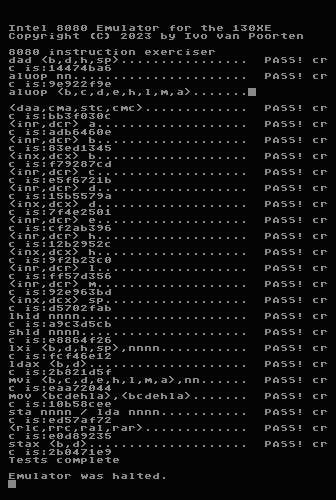 Intel 8080 Emulator for the 130XE
Copyright (C) 2023 by Ivo van Poorten

8080 instruction exerciser
dad <b,d,h,sp>................  PASS! cr
c is:14474ba6
aluop nn......................  PASS! cr
c is:9e922f9e
aluop <b,c,d,e,h,l,m,a>.......
<daa,cma,stc,cmc>.............  PASS! cr
c is:bb3f030c
<inr,dcr> a...................  PASS! cr
c is:adb6460e
<inr,dcr> b...................  PASS! cr
c is:83ed1345
<inx,dcx> b...................  PASS! cr
c is:f79287cd
<inr,dcr> c...................  PASS! cr
c is:e5f6721b
<inr,dcr> d...................  PASS! cr
c is:15b5579a
<inx,dcx> d...................  PASS! cr
c is:7f4e2501
<inr,dcr> e...................  PASS! cr
c is:cf2ab396
<inr,dcr> h...................  PASS! cr
c is:12b2952c
<inx,dcx> h...................  PASS! cr
c is:9f2b23c0
<inr,dcr> l...................  PASS! cr
c is:ff57d356
<inr,dcr> m...................  PASS! cr
c is:92e963bd
<inx,dcx> sp..................  PASS! cr
c is:d5702fab
lhld nnnn.....................  PASS! cr
c is:a9c3d5cb
shld nnnn.....................  PASS! cr
c is:e8864f26
lxi <b,d,h,sp>,nnnn...........  PASS! cr
c is:fcf46e12
ldax <b,d>....................  PASS! cr
c is:2b821d5f
mvi <b,c,d,e,h,l,m,a>,nn......  PASS! cr
c is:eaa72044
mov <bcdehla>,<bcdehla>.......  PASS! cr
c is:10b58cee
sta nnnn / lda nnnn...........  PASS! cr
c is:ed57af72
<rlc,rrc,ral,rar>.............  PASS! cr
c is:e0d89235
stax <b,d>....................  PASS! cr
c is:2b0471e9
Tests complete

Emulator was halted.